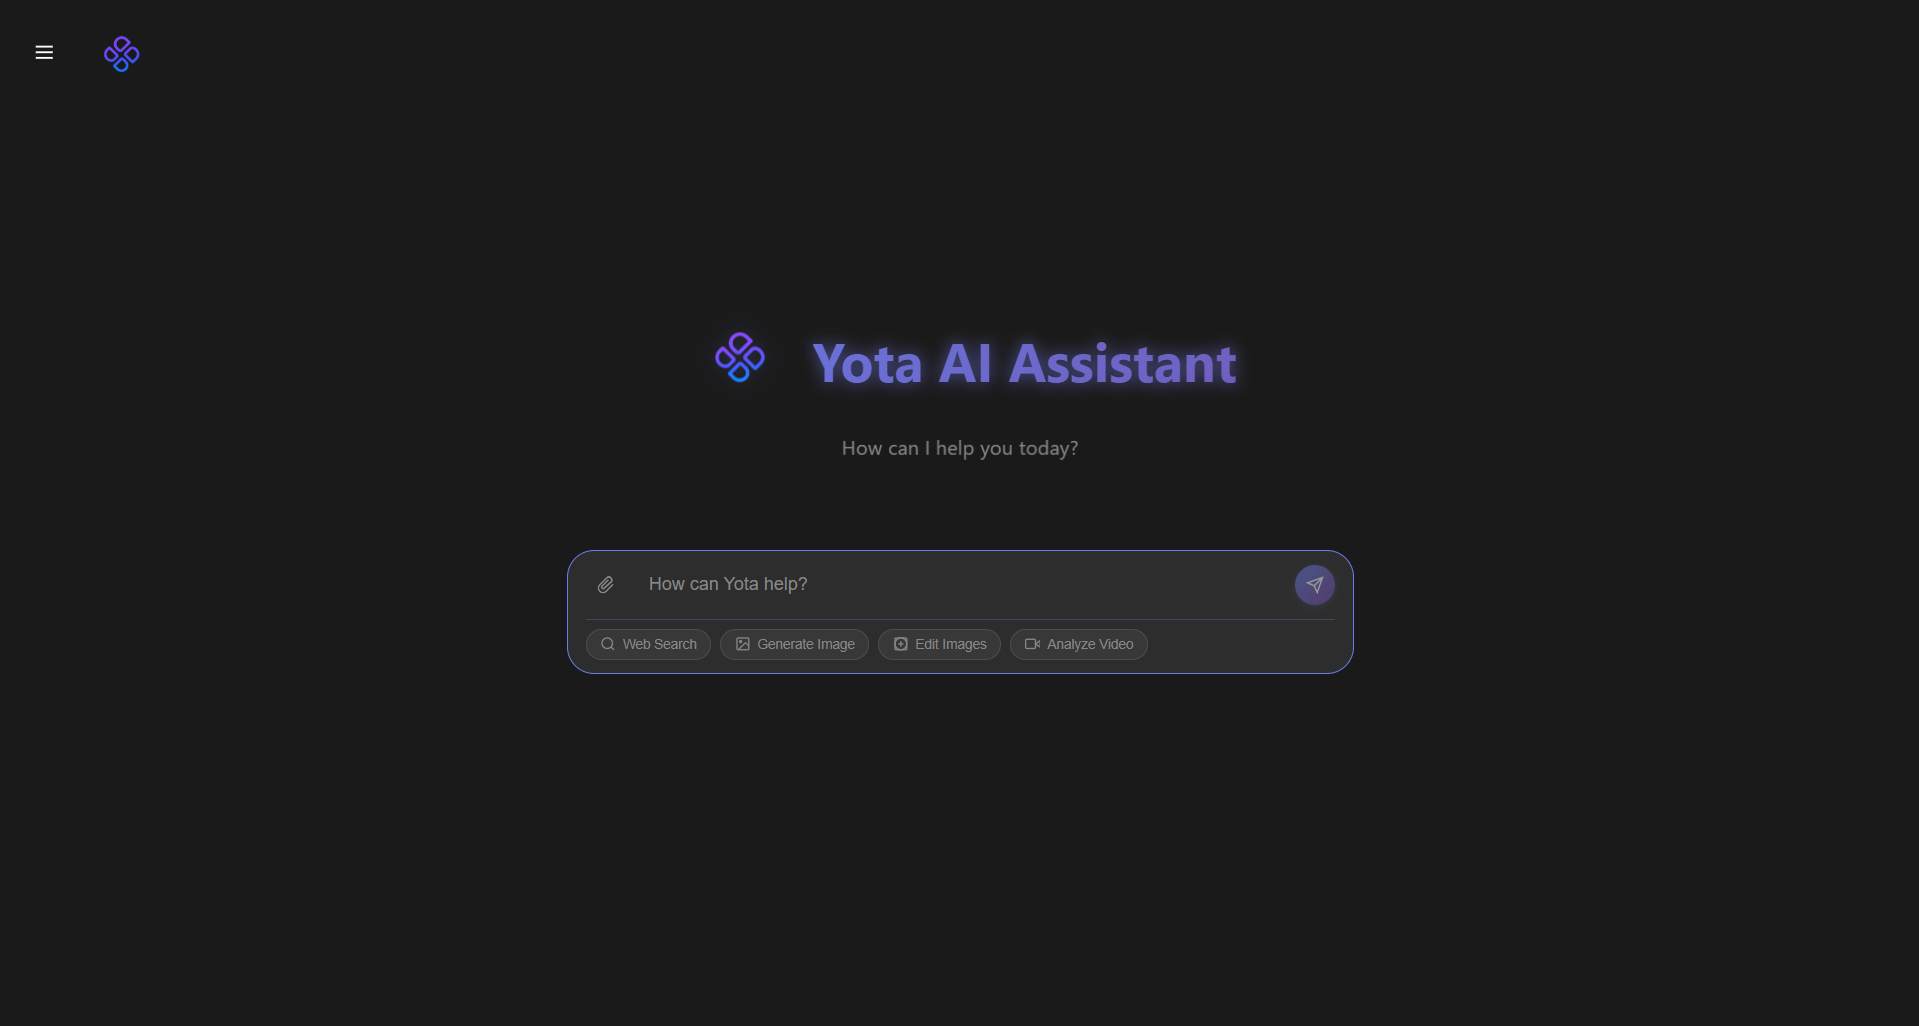 Yota AI Assistant
How can I help you today?
How can Yota help?
Web Search
Generate Image
Edit Images
Analyze Video